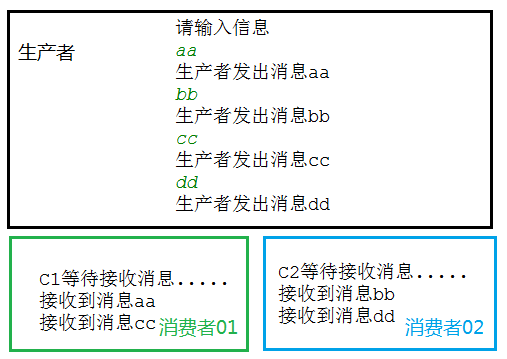 生产者
请输入信息
aa
生产者发出消息aa
bb
生产者发出消息bb
cc
生产者发出消息cc
dd
生产者发出消息dd
C1等待接收消息.....
接收到消息aa
接收到消息cc
消费者01
C2等待接收消息.....
接收到消息bb
接收到消息dd
消费者02